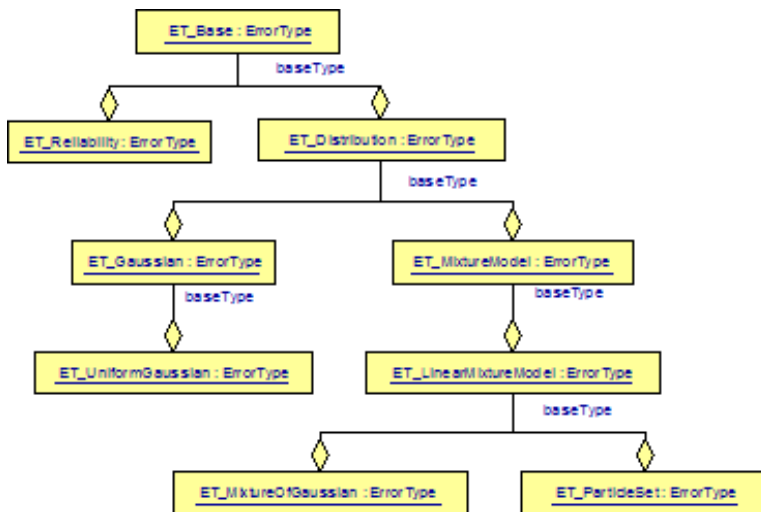 ET_Base : ErrorType
baseType
ET_Reliability : ErrorType
ET_Distribution : ErrorType
baseType
ET_Gaussian : ErrorType
ET_MixtureModel : ErrorType
baseType
baseType
ET_UniformGaussian : ErrorType
ET_LinearMixtureModel : ErrorType
baseType
ET_MixtureOfGaussian : ErrorType
ET_ParticleSet : ErrorType